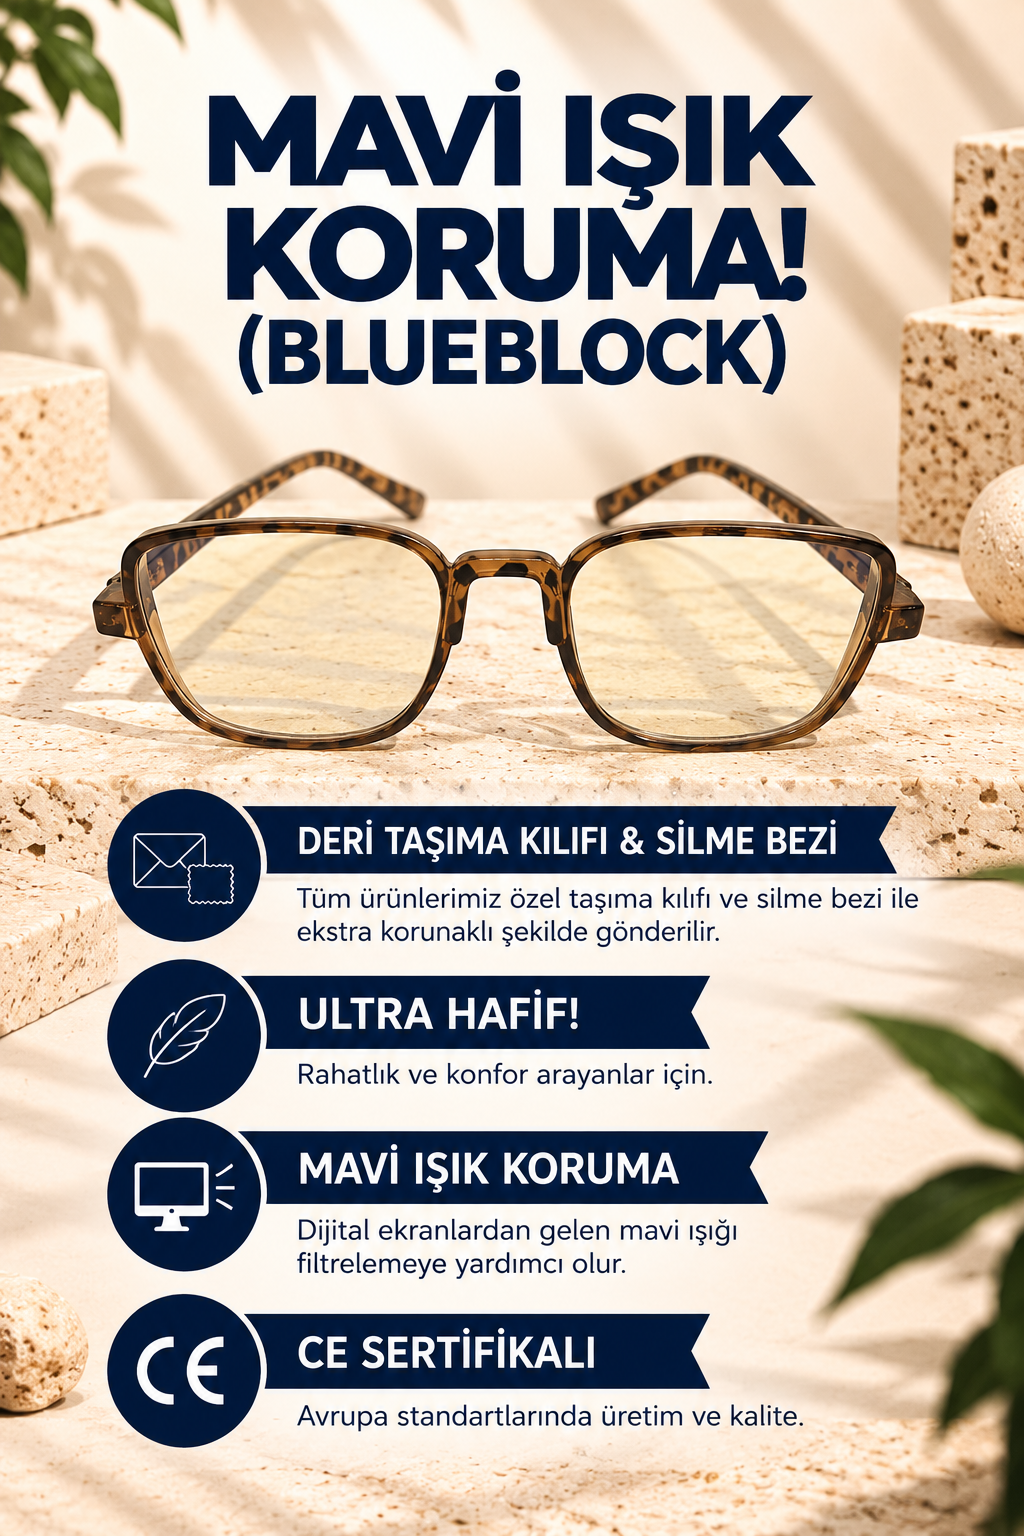 MAVİ IŞIK
KORUMA!
(BLUEBLOCK)
DERİ TAŞIMA KILIFI & SİLME BEZİ
Tüm ürünlerimiz özel taşıma kılıfı ve silme bezi ile
ekstra korunaklı şekilde gönderilir.
ULTRA HAFİF!
Rahatlık ve konfor arayanlar için.
MAVİ IŞIK KORUMA
Dijital ekranlardan gelen mavi ışığı
filtrelemeye yardımcı olur.
CE
CE SERTİFİKALI
Avrupa standartlarında üretim ve kalite.